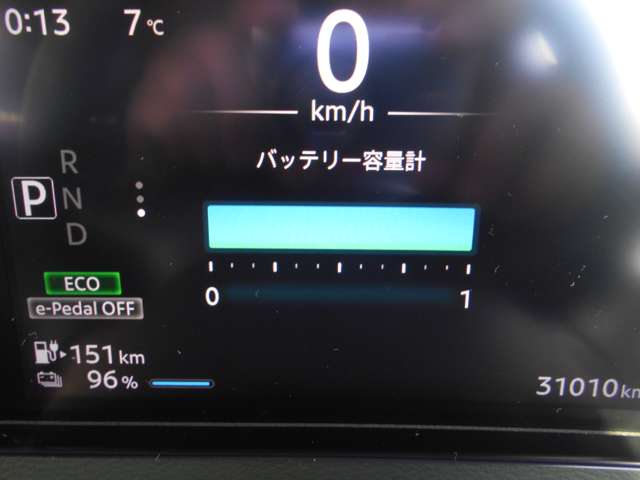 0:13 7℃
0
km/h
バッテリー容量計
R
P N
D
0 1
ECO
e-Pedal OFF
151 km
96 %
31010 km